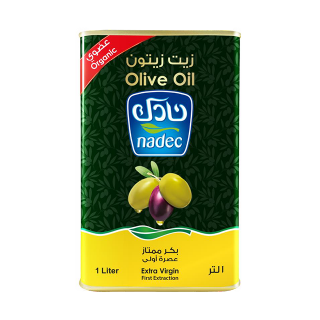 عضوي
Organic
زيت زيتون
Olive Oil
نادك
nadec
بكر ممتاز
عصرة أولى
1 Liter
Extra Virgin
First Extraction
١ لتر